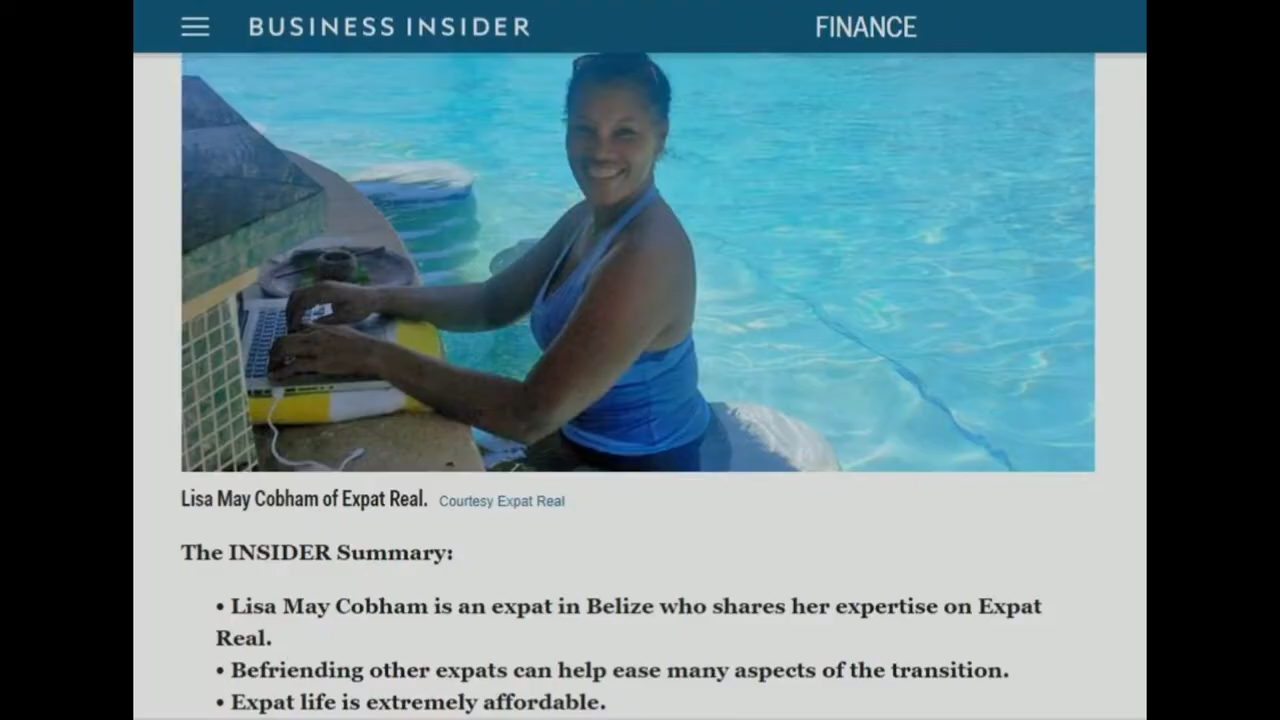 BUSINESS INSIDER
FINANCE
Lisa May Cobham of Expat Real. Courtesy Expat Real
The INSIDER Summary:
• Lisa May Cobham is an expat in Belize who shares her expertise on Expat
Real.
• Befriending other expats can help ease many aspects of the transition.
• Expat life is extremely affordable.